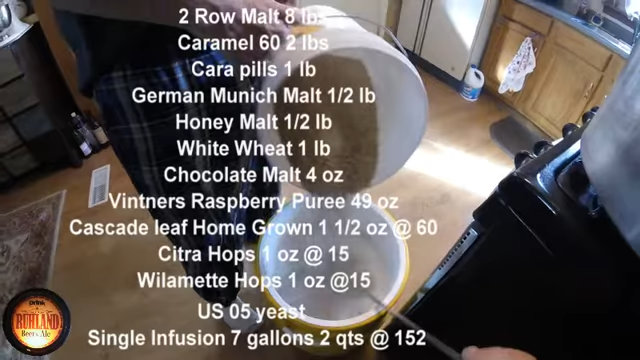 2 Row Malt 8 lbs
Caramel 60 2 lbs
Cara pills 1 lb
German Munich Malt 1/2 lb
Honey Malt 1/2 lb
White Wheat 1 lb
Chocolate Malt 4 oz
Vintners Raspberry Puree 49 oz
Cascade leaf Home Grown 1 1/2 oz @ 60
Citra Hops 1 oz @ 15
Wilamette Hops 1 oz @15
US 05 yeast
Single Infusion 7 gallons 2 qts @ 152
Drink
RUHLAND
Beers Ale